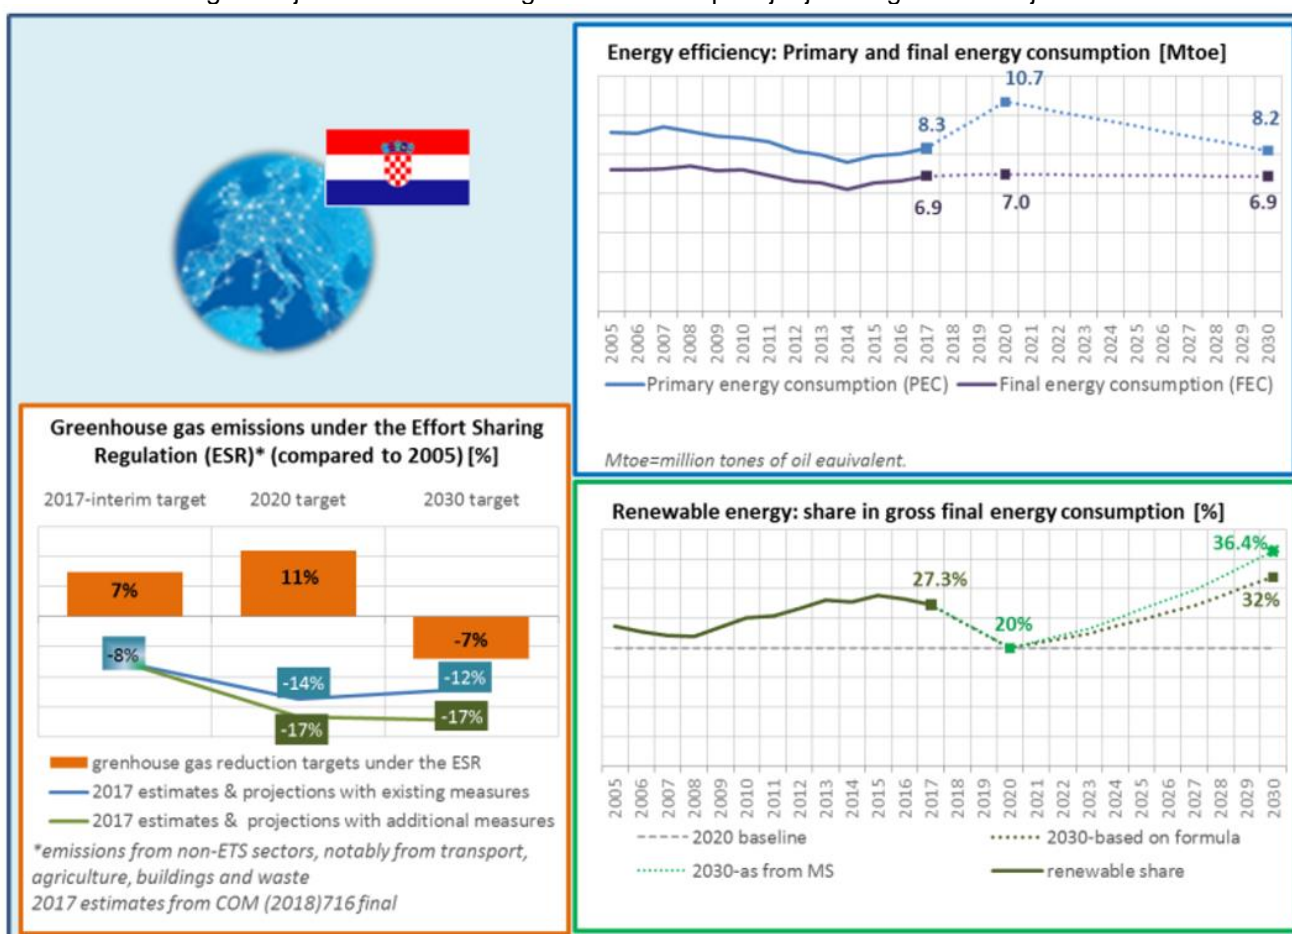 Energy efficiency: Primary and final energy consumption [Mtoe]
10.7
8.3
8.2
6.9
7.0
6.9
2005 2006 2007 2008 2009 2010 2011 2012 2013 2014 2015 2016 2017 2018 2019 2020 2021 2022 2023 2024 2025 2026 2027 2028 2029 2030
Primary energy consumption (PEC) Final energy consumption (FEC)
Mtoe=million tones of oil equivalent.
Greenhouse gas emissions under the Effort Sharing
Regulation (ESR)* (compared to 2005) [%]
2017-interim target 2020 target 2030 target
7%
11%
-7%
-8%
-14%
-12%
-17%
-17%
grenhouse gas reduction targets under the ESR
2017 estimates & projections with existing measures
2017 estimates & projections with additional measures
*emissions from non-ETS sectors, notably from transport,
agriculture, buildings and waste
2017 estimates from COM (2018)716 final
Renewable energy: share in gross final energy consumption [%]
36.4%
27.3%
32%
20%
2005 2006 2007 2008 2009 2010 2011 2012 2013 2014 2015 2016 2017 2018 2019 2020 2021 2022 2023 2024 2025 2026 2027 2028 2029 2030
2020 baseline 2030-based on formula
2030-as from MS renewable share